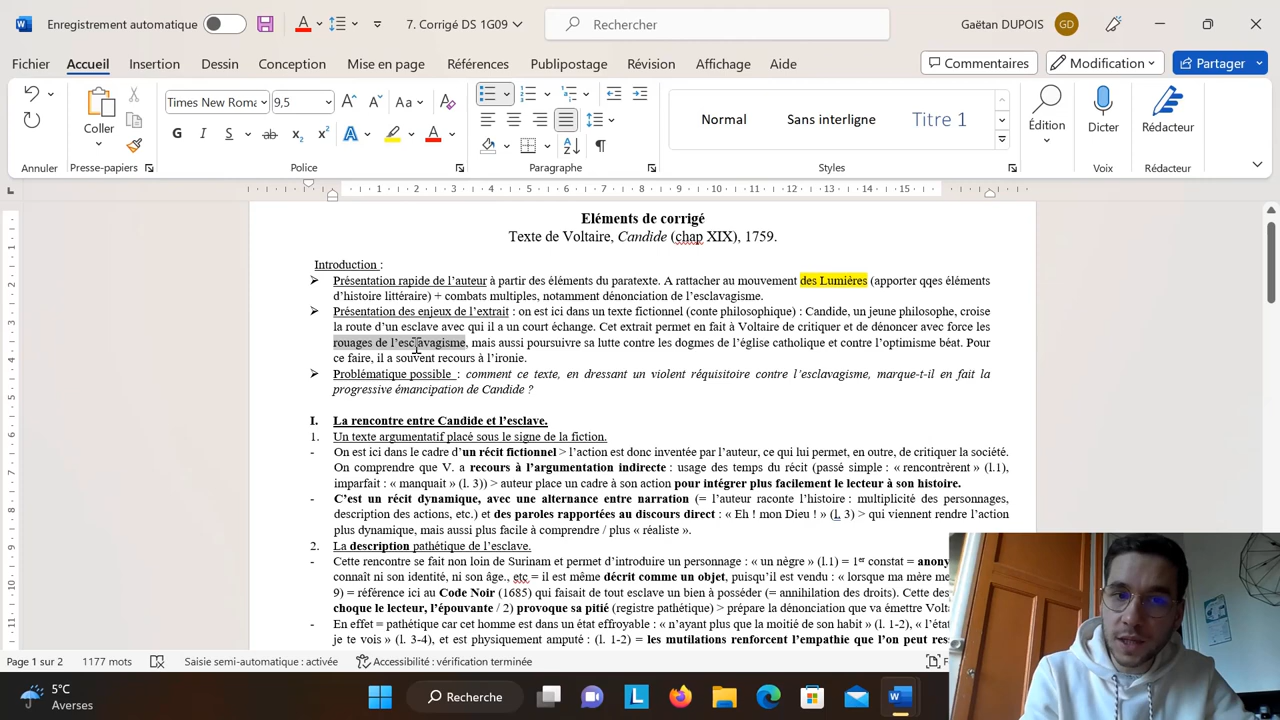 Enregistrement automatique
7. Corrigé DS 1G09
Rechercher
Gaëtan DUPOIS
GD
Fichier
Accueil
Insertion
Dessin
Conception
Mise en page
Références
Publipostage
Révision
Affichage
Aide
Commentaires
Modification
Partager
Coller
Times New Roma
9,5
Normal
Sans interligne
Titre 1
Édition
Dicter
Rédacteur
Annuler
Presse-papiers
Police
Paragraphe
Styles
Voix
Rédacteur
Eléments de corrigé
Texte de Voltaire, Candide (chap XIX), 1759.
Introduction :
➢ Présentation rapide de l'auteur à partir des éléments du paratexte. A rattacher au mouvement des Lumières (apporter qqes éléments
d'histoire littéraire) + combats multiples, notamment dénonciation de l'esclavagisme.
➢ Présentation des enjeux de l'extrait : on est ici dans un texte fictionnel (conte philosophique) : Candide, un jeune philosophe, croise
la route d'un esclave avec qui il a un court échange. Cet extrait permet en fait à Voltaire de critiquer et de dénoncer avec force les
rouages de l'esclavagisme, mais aussi poursuivre sa lutte contre les dogmes de l'église catholique et contre l'optimisme béat. Pour
ce faire, il a souvent recours à l'ironie.
➢ Problématique possible : comment ce texte, en dressant un violent réquisitoire contre l'esclavagisme, marque-t-il en fait la
progressive émancipation de Candide ?
I. La rencontre entre Candide et l'esclave.
1. Un texte argumentatif placé sous le signe de la fiction.
- On est ici dans le cadre d'un récit fictionnel > l'action est donc inventée par l'auteur, ce qui lui permet, en outre, de critiquer la société.
On comprend que V. a recours à l'argumentation indirecte : usage des temps du récit (passé simple : « rencontrèrent » (l.1),
imparfait : « manquait » (l. 3)) > auteur place un cadre à son action pour intégrer plus facilement le lecteur à son histoire.
- C'est un récit dynamique, avec une alternance entre narration (= l'auteur raconte l'histoire : multiplicité des personnages,
description des actions, etc.) et des paroles rapportées au discours direct : « Eh ! mon Dieu ! » (l. 3) > qui viennent rendre l'action
plus dynamique, mais aussi plus facile à comprendre / plus « réaliste ».
2. La description pathétique de l'esclave.
- Cette rencontre se fait non loin de Surinam et permet d'introduire un personnage : « un nègre » (l.1) = 1er constat = anony
connaît ni son identité, ni son âge., etc = il est même décrit comme un objet, puisqu'il est vendu : « lorsque ma mère me
9) = référence ici au Code Noir (1685) qui faisait de tout esclave un bien à posséder (= annihilation des droits). Cette des
choque le lecteur, l'épouvante / 2) provoque sa pitié (registre pathétique) > prépare la dénonciation que va émettre Volt
- En effet = pathétique car cet homme est dans un état effroyable : « n'ayant plus que la moitié de son habit » (l. 1-2), « l'ét
je te vois » (l. 3-4), et est physiquement amputé : (l. 1-2) = les mutilations renforcent l'empathie que l'on peut res
Page 1 sur 2
1177 mots
Saisie semi-automatique : activée
Accessibilité : vérification terminée
5°C
Averses
Recherche